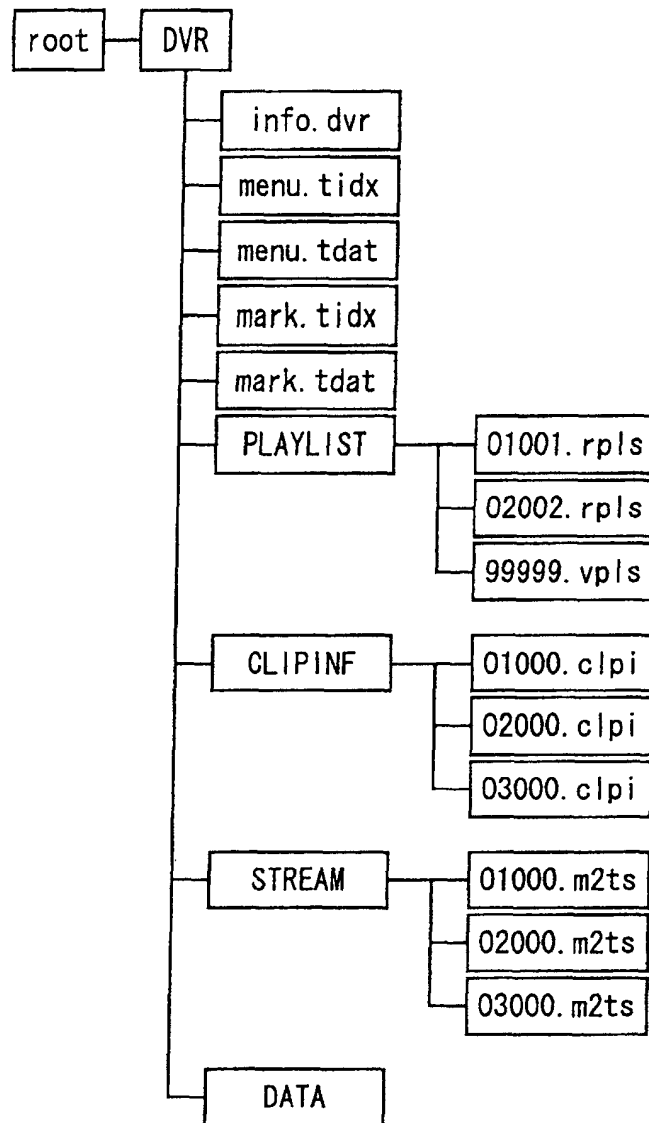 root DVR
info.dvr
menu.tidx
menu.tdat
mark.tidx
mark.tdat
PLAYLIST 01001.rpls
02002.rpls
99999.vpls
CLIPINF 01000.clpi
02000.clpi
03000.clpi
STREAM 01000.m2ts
02000.m2ts
03000.m2ts
DATA